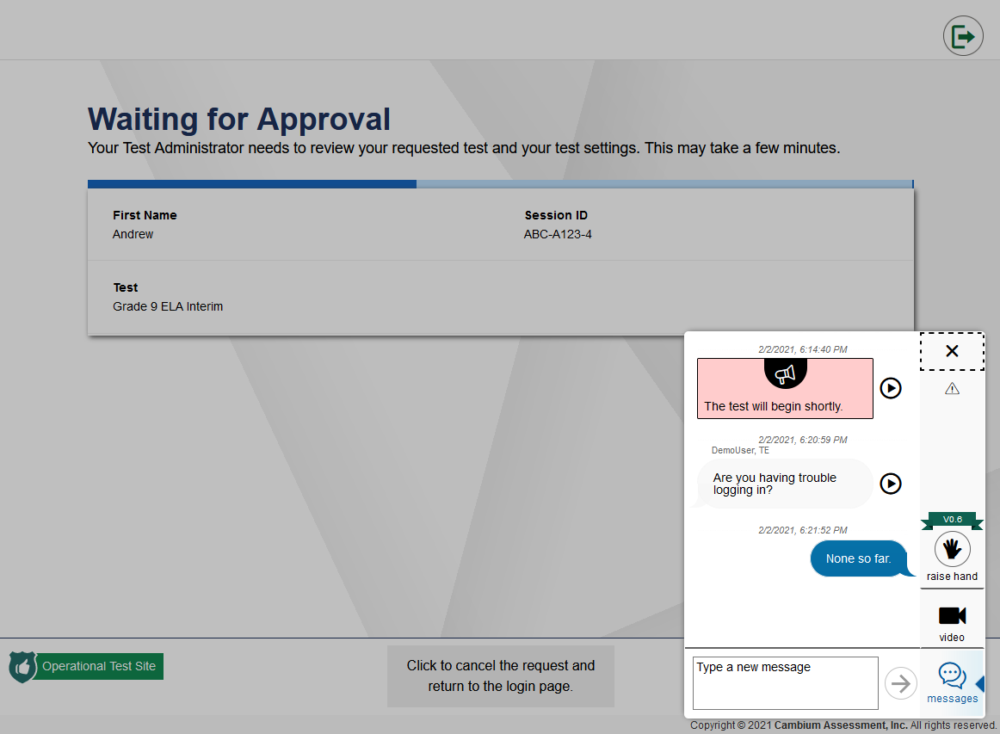 Waiting for Approval
Your Test Administrator needs to review your requested test and your test settings. This may take a few minutes.
First Name
Session ID
Andrew
ABC-A123-4
Test
Grade 9 ELA Interim
2/2/2021, 6:14:40 PM
The test will begin shortly.
2/2/2021, 6:20:59 PM
DemoUser, TE
Are you having trouble
logging in?
2/2/2021, 6:21:52 PM
None so far.
V0.6
raise hand
video
Type a new message
messages
Operational Test Site
Click to cancel the request and
return to the login page.
Copyright © 2021 Cambium Assessment, Inc. All rights reserved.